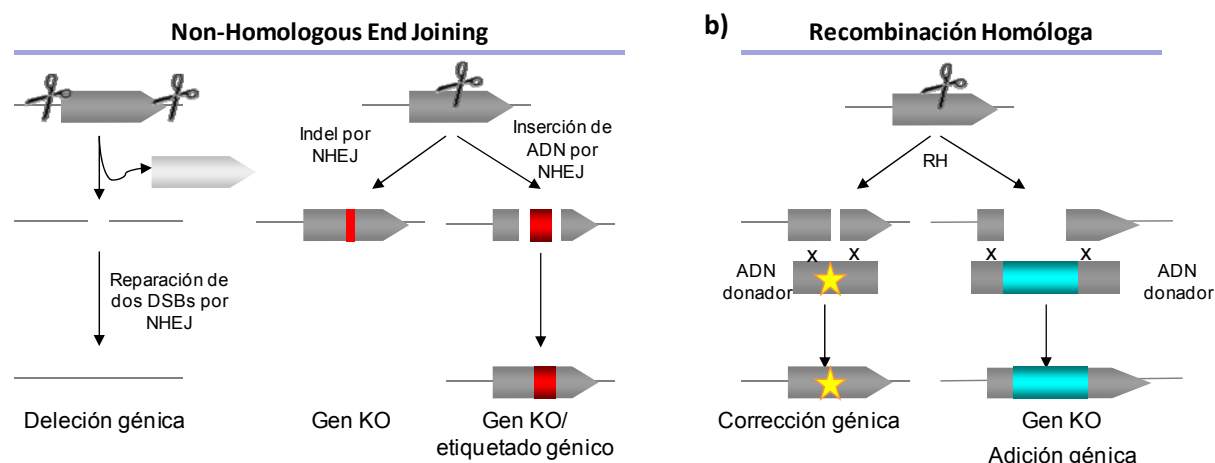 Non-Homologous End Joining
Indel por
NHEJ
Inserción de
ADN por
NHEJ
Reparación de
dos DSBs por
NHEJ
Deleción génica
Gen KO
Gen KO/
etiquetado génico
b)
Recombinación Homóloga
RH
x
x
x
x
ADN
donador
ADN
donador
Corrección génica
Gen KO
Adición génica